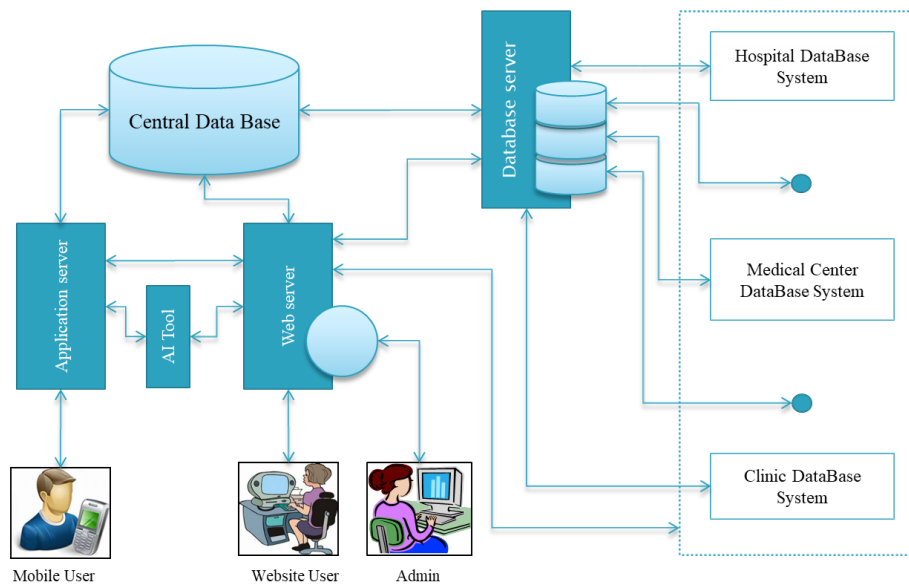 Hospital DataBase
System
Central Data Base
Database server
Medical Center
DataBase System
Application server
AI Tool
Web server
Clinic DataBase
System
Mobile User
Website User
Admin